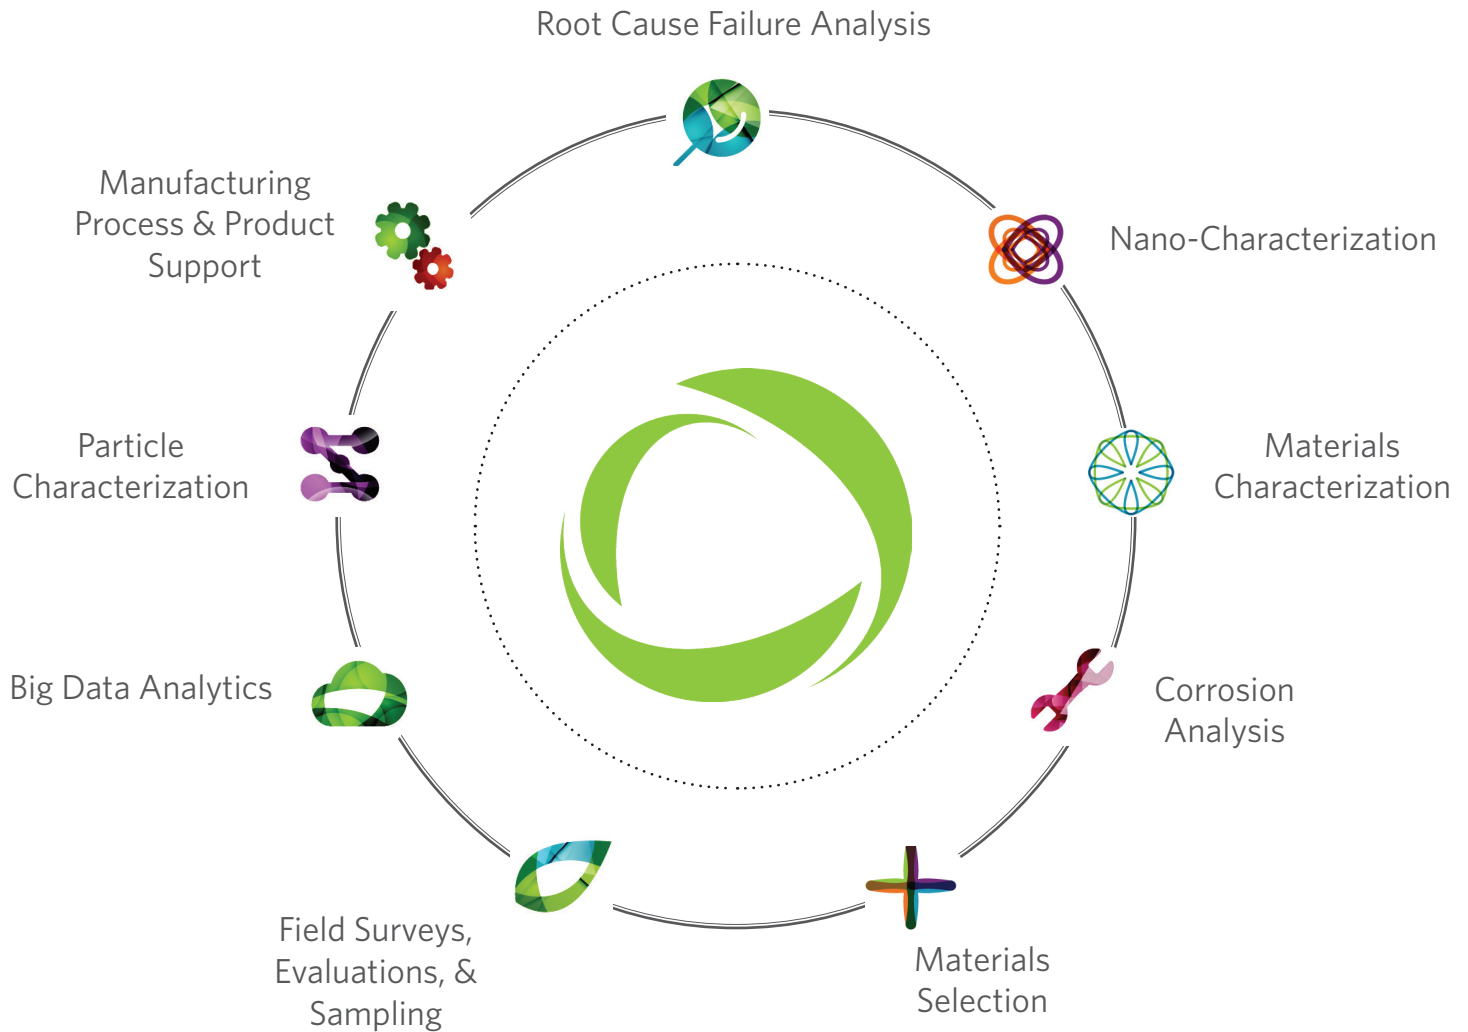 Root Cause Failure Analysis
Manufacturing
Process & Product
Support
Nano-Characterization
Particle
Characterization
Materials
Characterization
Big Data Analytics
Corrosion
Analysis
Field Surveys,
Evaluations, &
Sampling
Materials
Selection